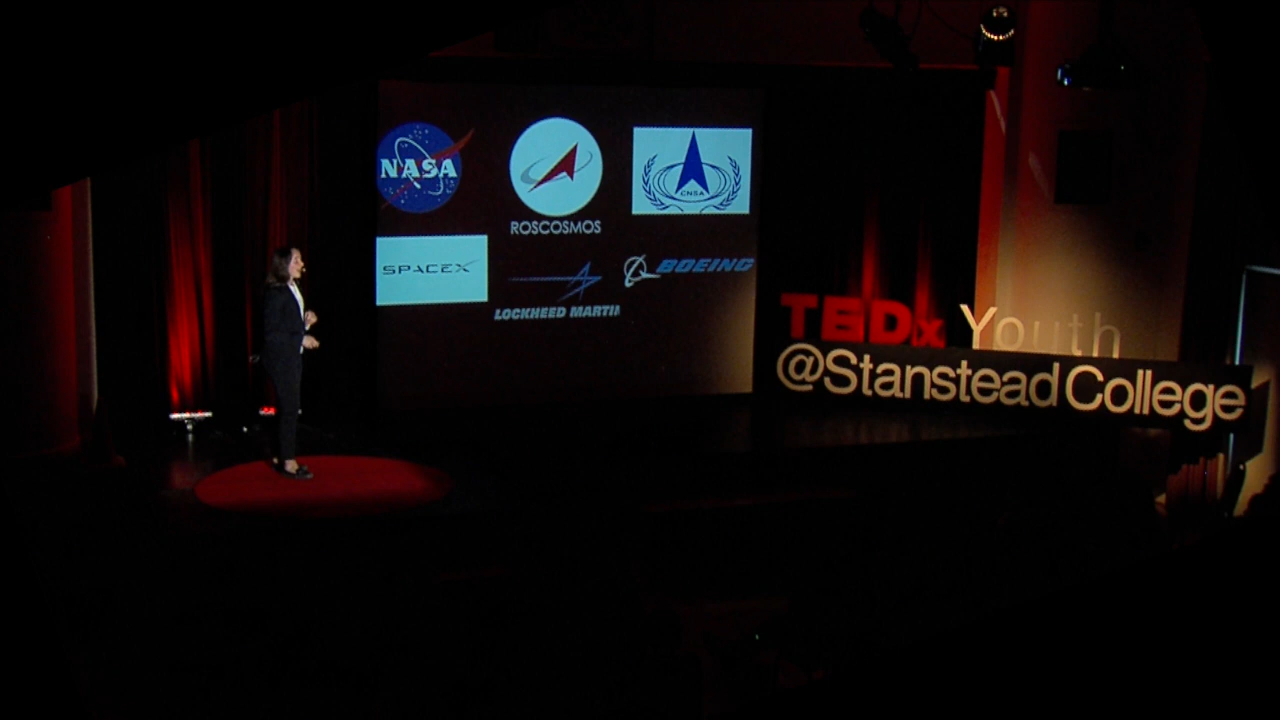 NASA
ROSCOSMOS
CNSA
SPACEX
LOCKHEED MARTIN
BOEING
TEDx Youth
@Stanstead College